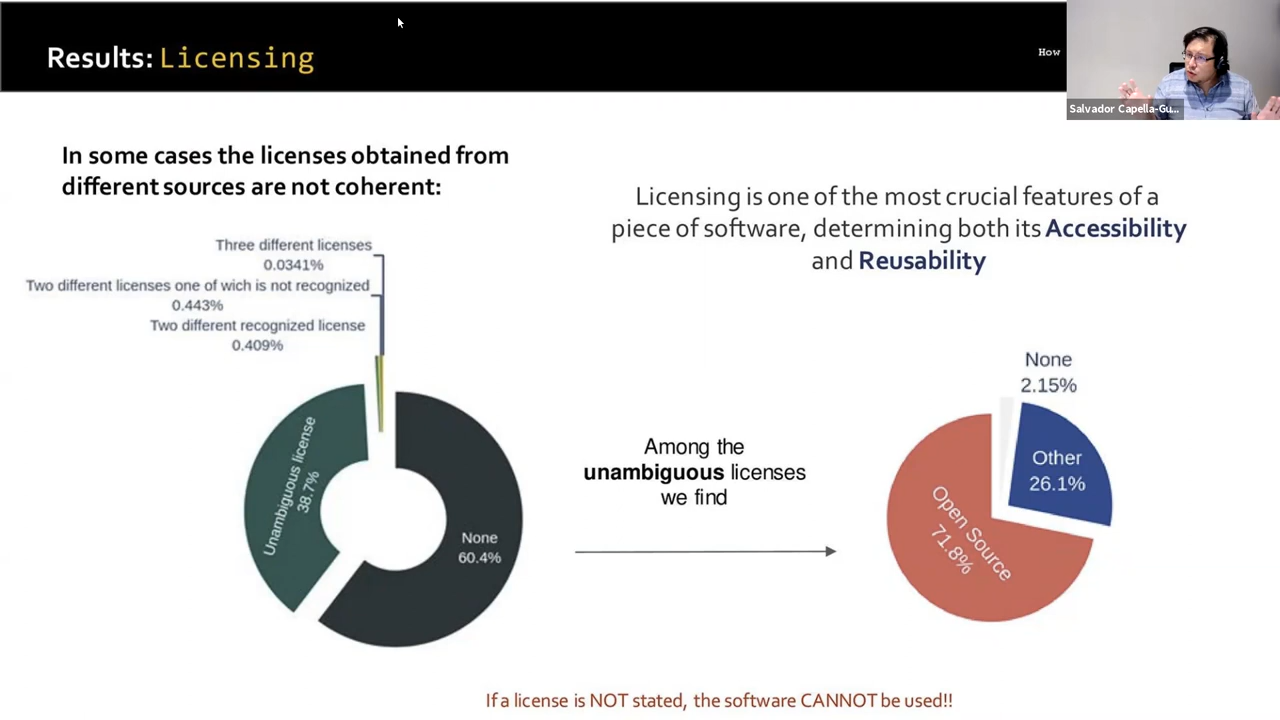 Results: Licensing
How
Salvador Capella-Gu...
In some cases the licenses obtained from
different sources are not coherent:
Licensing is one of the most crucial features of a
piece of software, determining both its Accessibility
and Reusability
Three different licenses
0.0341%
Two different licenses one of wich is not recognized
0.443%
Two different recognized license
0.409%
Unambiguous license
38.7%
None
60.4%
Among the
unambiguous licenses
we find
None
2.15%
Other
26.1%
Open Source
71.8%
If a license is NOT stated, the software CANNOT be used!!